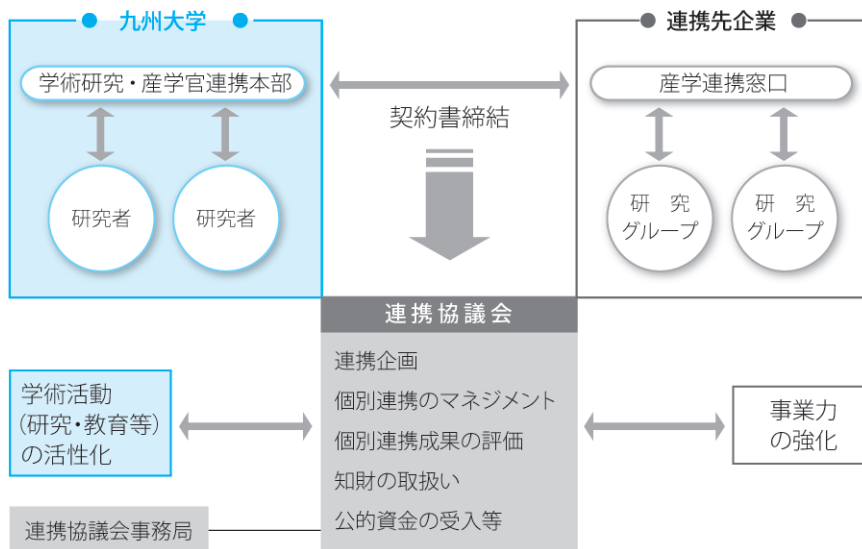 九州大学
連携先企業
学術研究・産学官連携本部
産学連携窓口
契約書締結
研究者
研究者
研究
グループ
研究
グループ
連携協議会
連携企画
個別連携のマネジメント
個別連携成果の評価
知財の取扱い
公的資金の受入等
学術活動
(研究・教育等)
の活性化
事業力
の強化
連携協議会事務局